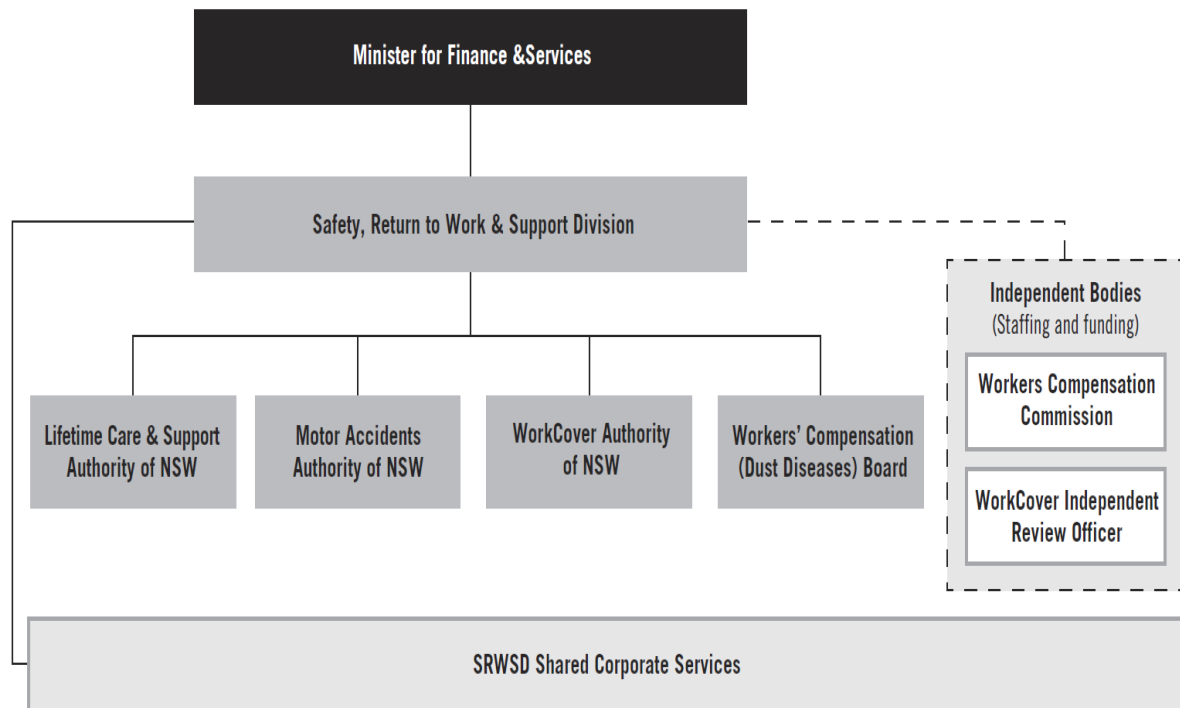 Minister for Finance &Services
Safety, Return to Work & Support Division
Independent Bodies
(Staffing and funding)
Workers Compensation
Commission
WorkCover Independent
Review Officer
Lifetime Care & Support
Authority of NSW
Motor Accidents
Authority of NSW
WorkCover Authority
of NSW
Workers’ Compensation
(Dust Diseases) Board
SRWSD Shared Corporate Services